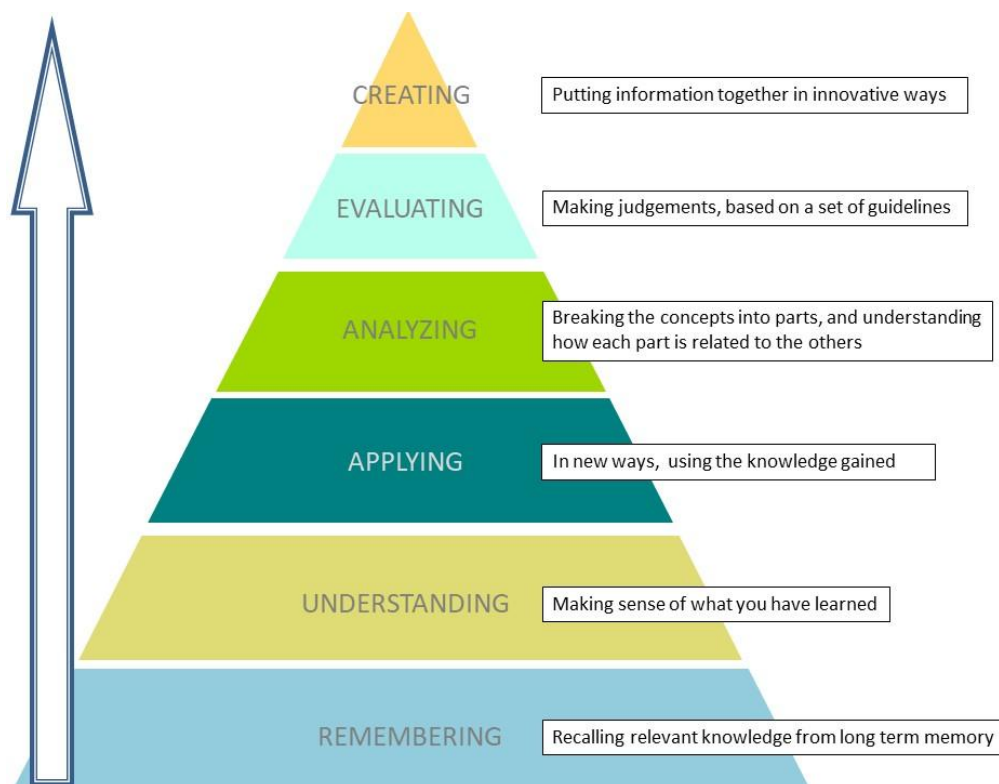 CREATING
Putting information together in innovative ways
EVALUATING
Making judgements, based on a set of guidelines
ANALYZING
Breaking the concepts into parts, and understanding
how each part is related to the others
APPLYING
In new ways, using the knowledge gained
UNDERSTANDING
Making sense of what you have learned
REMEMBERING
Recalling relevant knowledge from long term memory